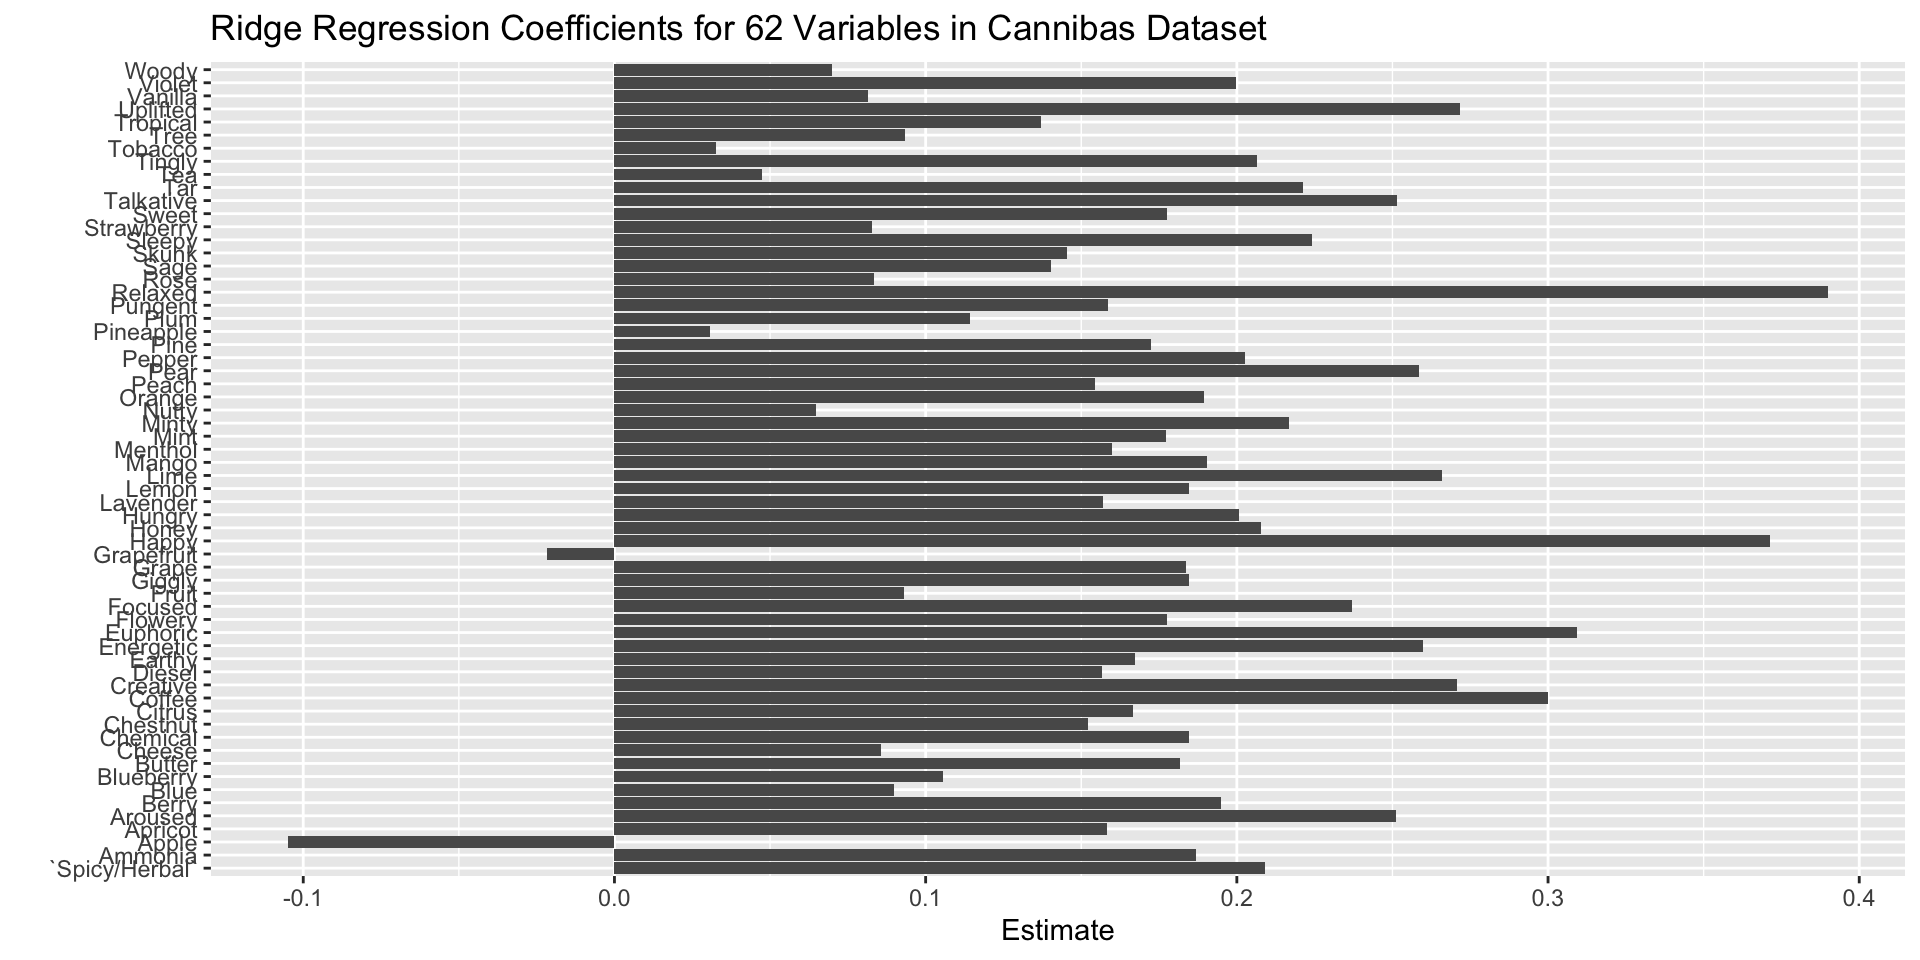 Ridge Regression Coefficients for 62 Variables in Cannibas Dataset
Woody
Violet
Vanilla
Uplifted
Tropical
Tree
Tobacco
Tingly
Tea
Tar
Talkative
Sweet
Strawberry
Sleepy
Skunk
Sage
Rose
Relaxed
Pungent
Plum
Pineapple
Pine
Pepper
Pear
Peach
Orange
Nutty
Minty
Mint
Menthol
Mango
Lime
Lemon
Lavender
Hungry
Honey
Happy
Grapefruit
Grape
Giggly
Fruit
Focused
Flowery
Euphoric
Energetic
Earthy
Diesel
Creative
Coffee
Citrus
Chestnut
Chemical
Cheese
Butter
Blueberry
Blue
Berry
Aroused
Apricot
Apple
Ammonia
`Spicy/Herbal`
-0.1 0.0 0.1 0.2 0.3 0.4
Estimate